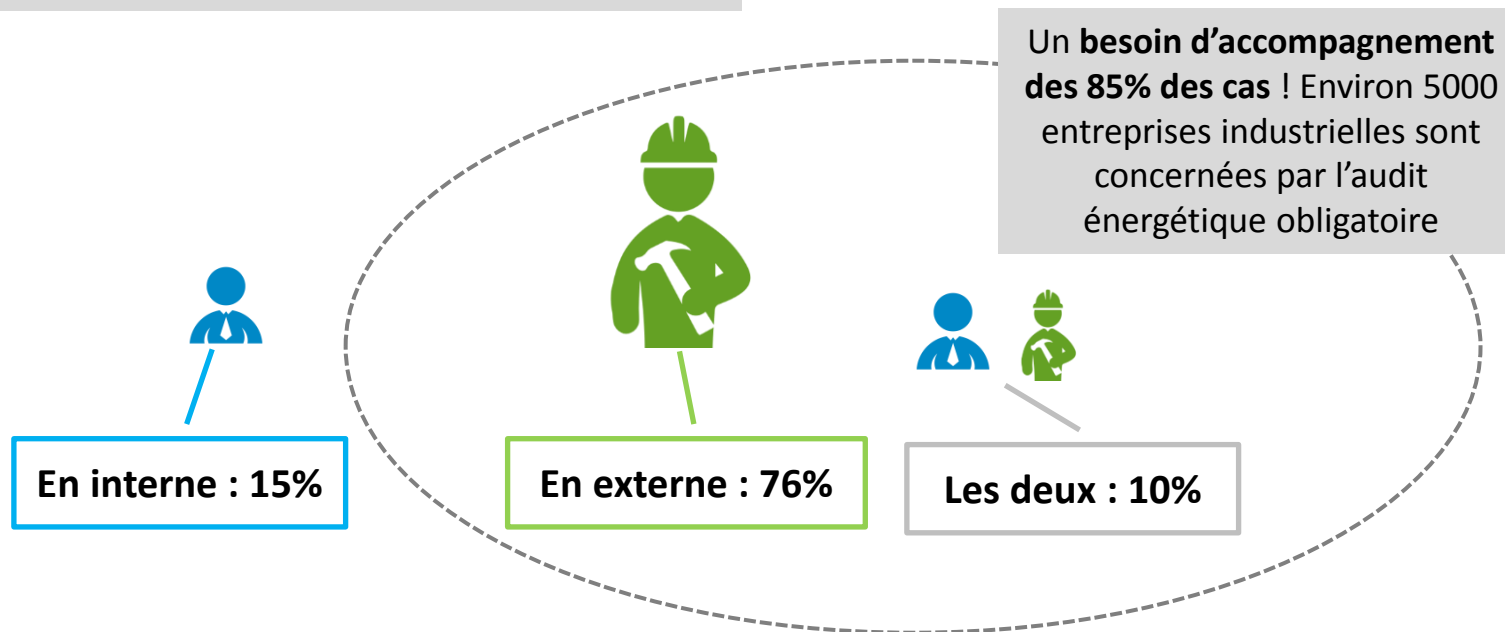 Un besoin d’accompagnement
des 85% des cas ! Environ 5000
entreprises industrielles sont
concernées par l’audit
énergétique obligatoire
En interne : 15%
En externe : 76%
Les deux : 10%